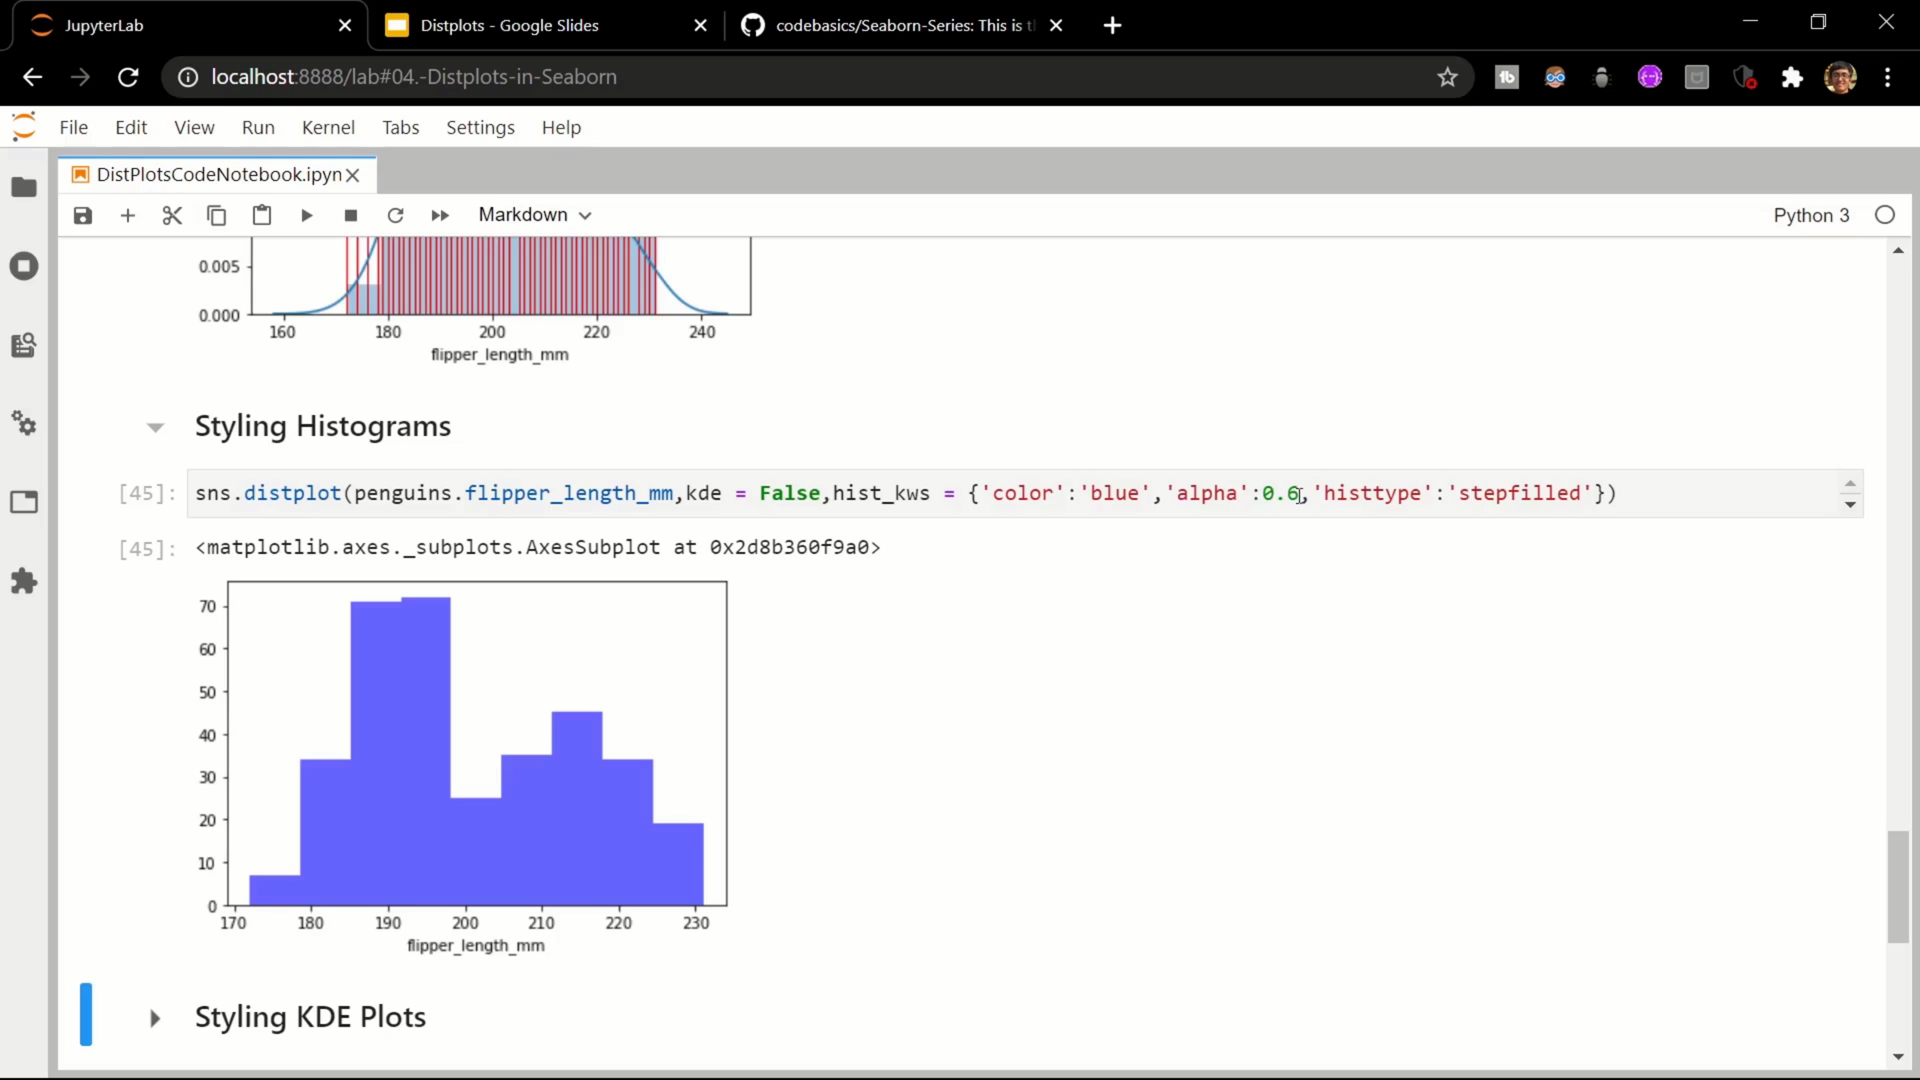 JupyterLab
Distplots - Google Slides
codebasics/Seaborn-Series: This is t
localhost:8888/lab#04.-Distplots-in-Seaborn
File Edit View Run Kernel Tabs Settings Help
DistPlotsCodeNotebook.ipyn
Markdown
Python 3
0.005
0.000
160 180 200 220 240
flipper_length_mm
Styling Histograms
[45]: sns.distplot(penguins.flipper_length_mm,kde = False,hist_kws = {'color':'blue','alpha':0.6,'histtype':'stepfilled'})
[45]: <matplotlib.axes._subplots.AxesSubplot at 0x2d8b360f9a0>
70
60
50
40
30
20
10
0
170 180 190 200 210 220 230
flipper_length_mm
Styling KDE Plots